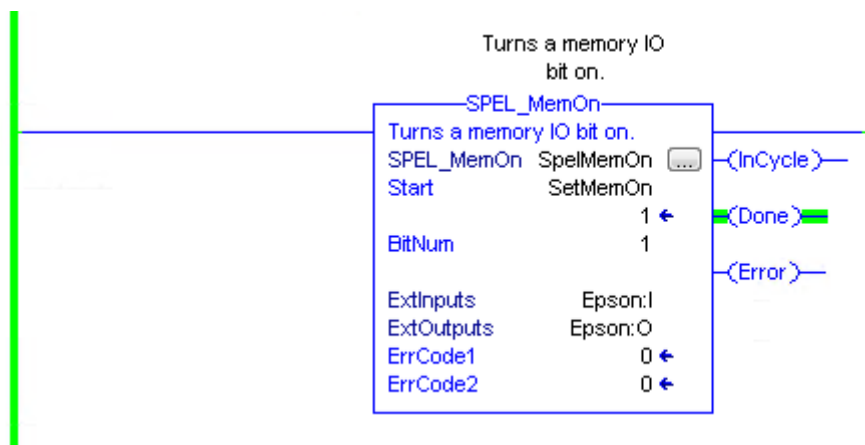 Turns a memory IO
bit on.
SPEL_MemOn
Turns a memory IO bit on.
SPEL_MemOn SpelMemOn ...
(InCycle)
Start SetMemOn
1
(Done)
BitNum 1
(Error)
ExtInputs Epson:I
ExtOutputs Epson:O
ErrCode1 0
ErrCode2 0